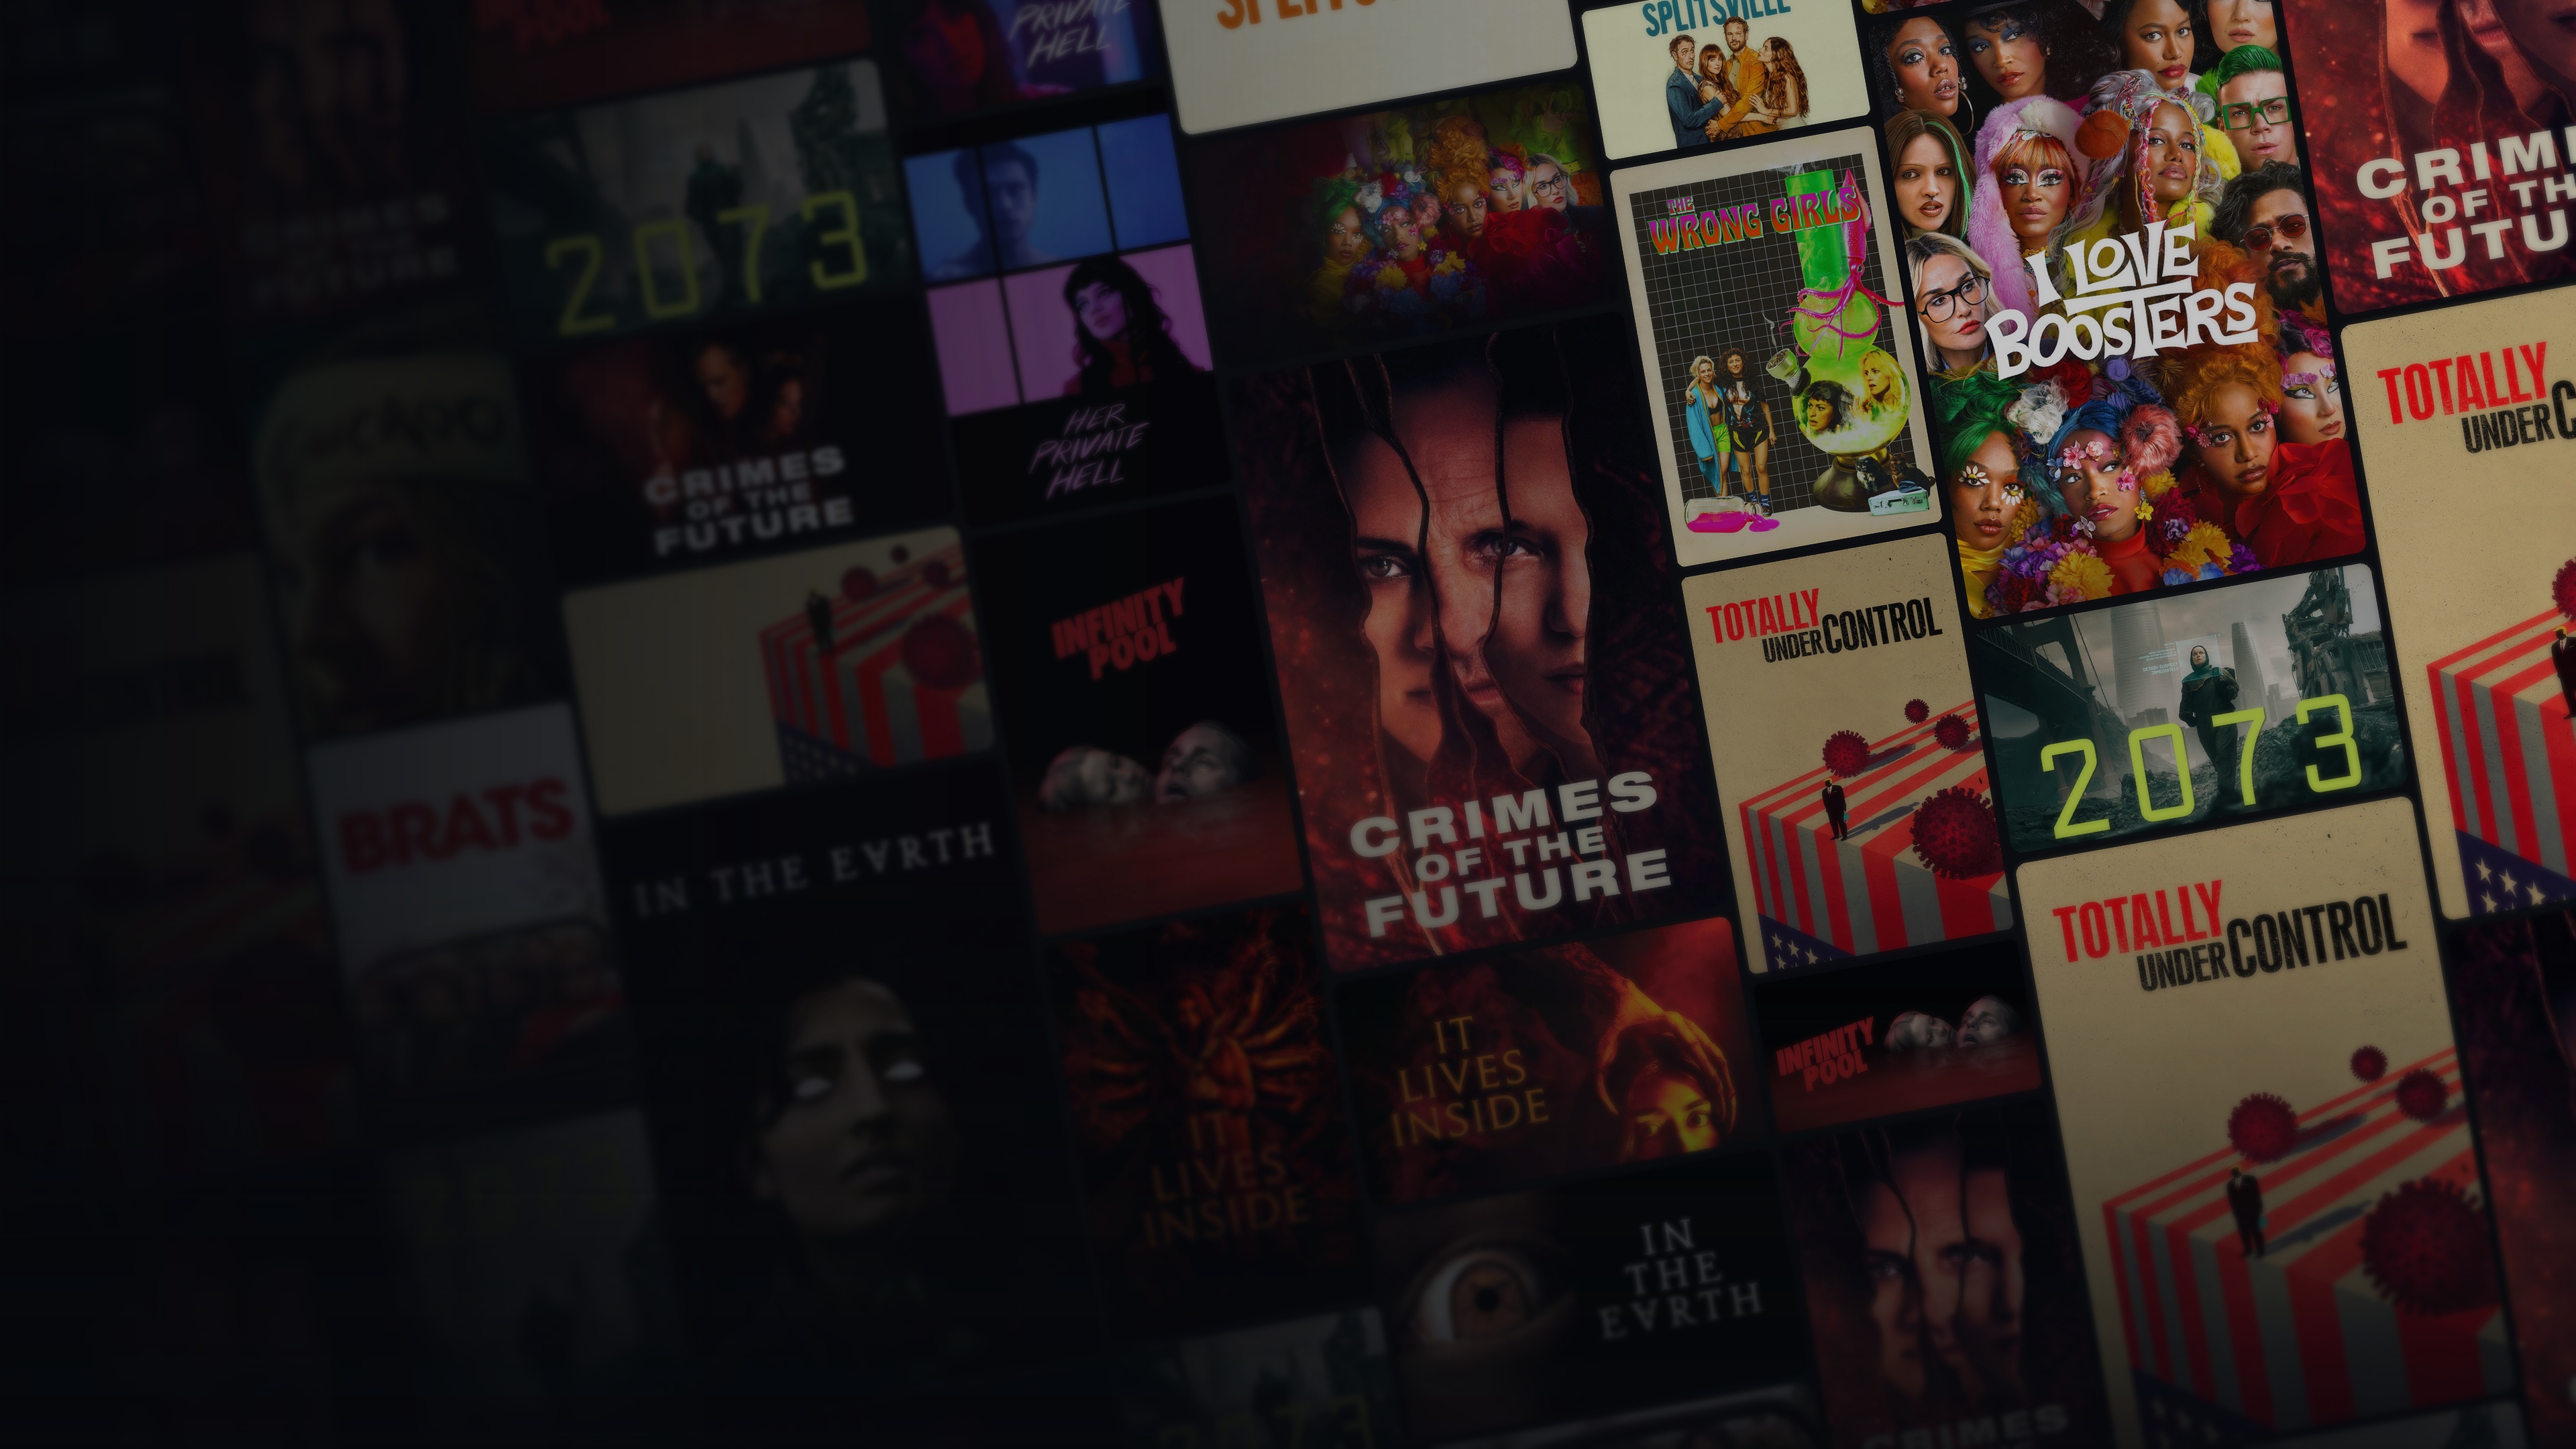 PRIVATE
HELL
SPLITSVILLE
2073
CRIMES
OF THE
FUTURE
HER
PRIVATE
HELL
THE
WRONG GIRLS
I LOVE
BOOSTERS
CRIMES
OF THE
FUTURE
TOTALLY
UNDER
INFINITY
POOL
TOTALLY
UNDER CONTROL
2073
BRATS
IN THE EVRTH
CRIMES
OF THE
FUTURE
TOTALLY
UNDER CONTROL
IT
LIVES
INSIDE
IT
LIVES
INSIDE
INFINITY
POOL
IN
THE
EVRTH
2073
CRIMES